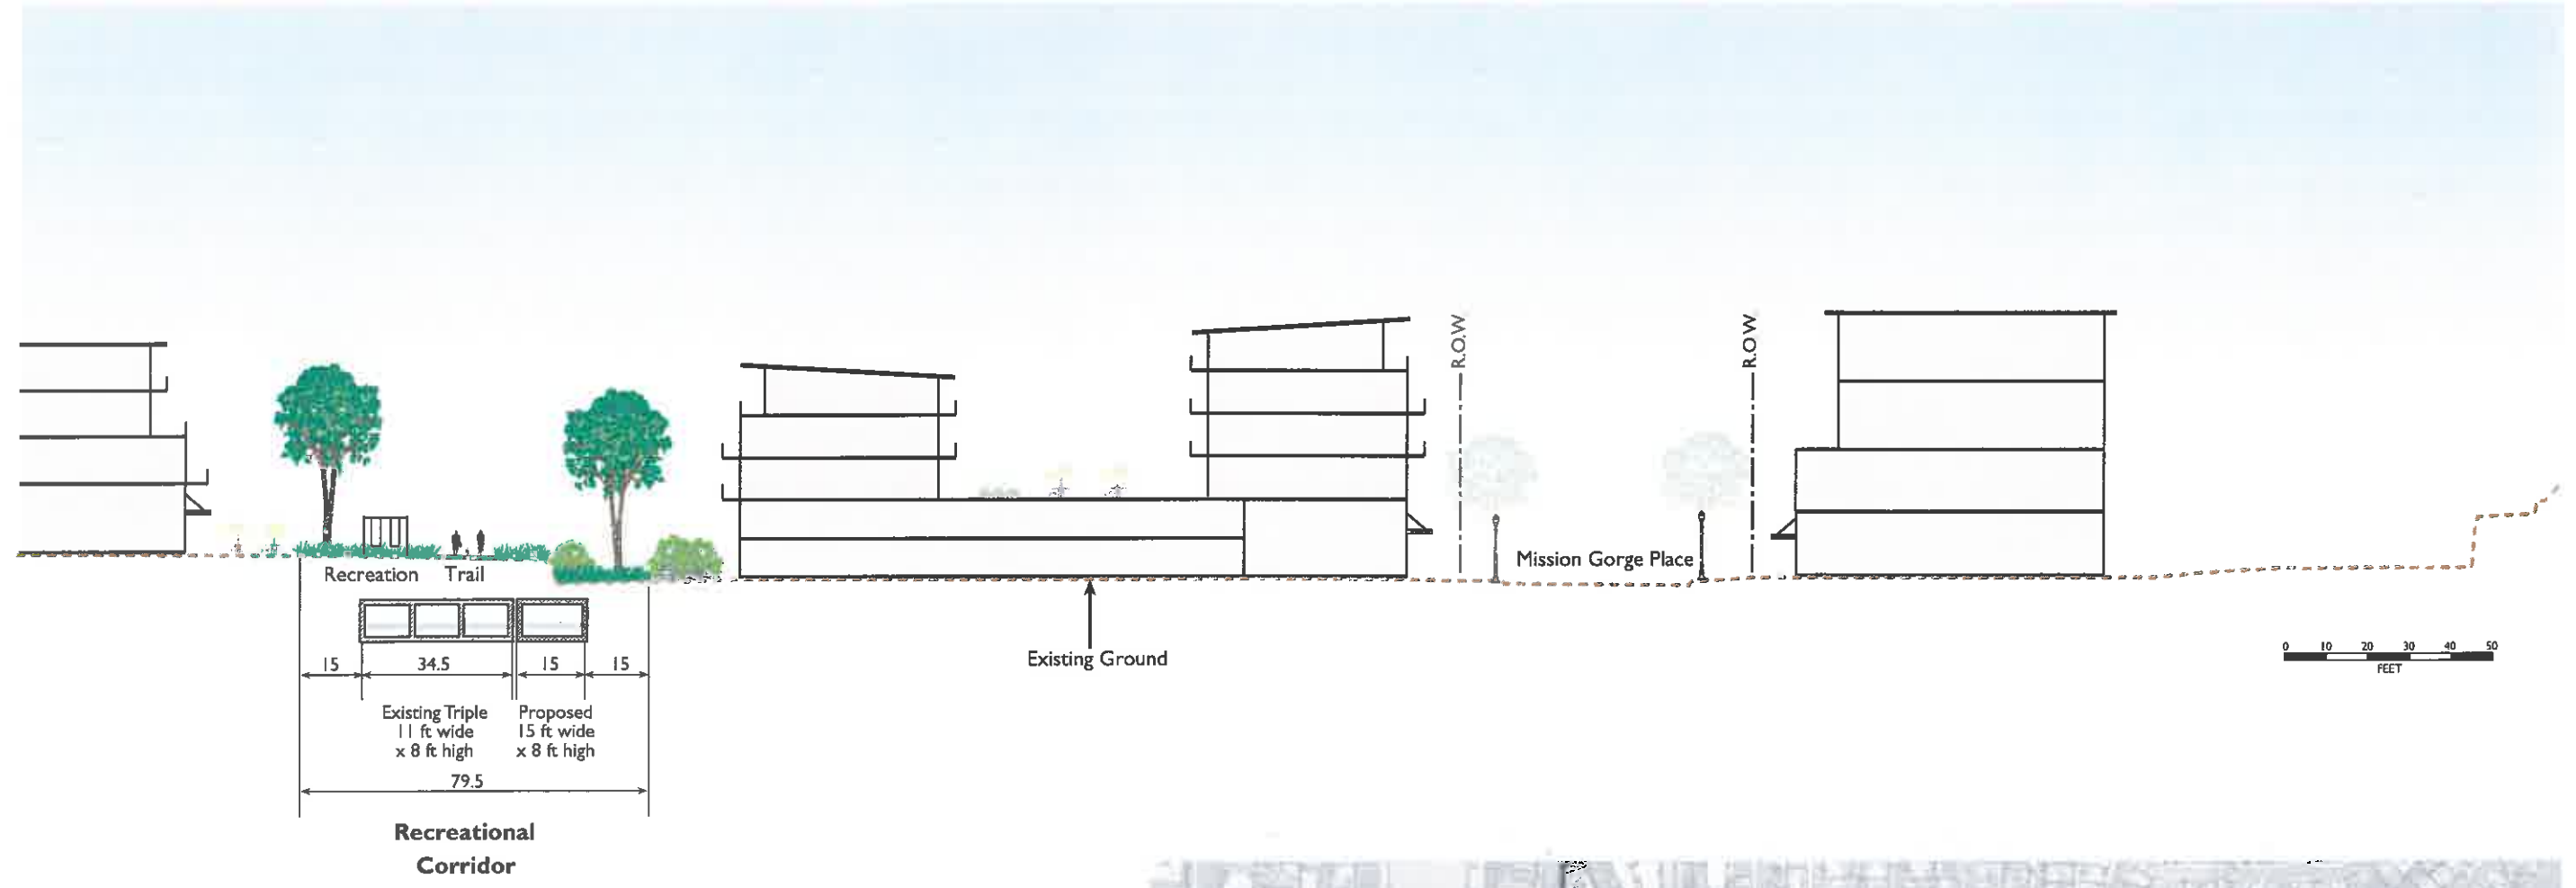 R.O.W.
R.O.W
Mission Gorge Place
Recreation Trail
Existing Ground
0 10 20 30 40 50
FEET
15 34.5 15 15
Existing Triple
11 ft wide
x 8 ft high
Proposed
15 ft wide
x 8 ft high
79.5
Recreational
Corridor